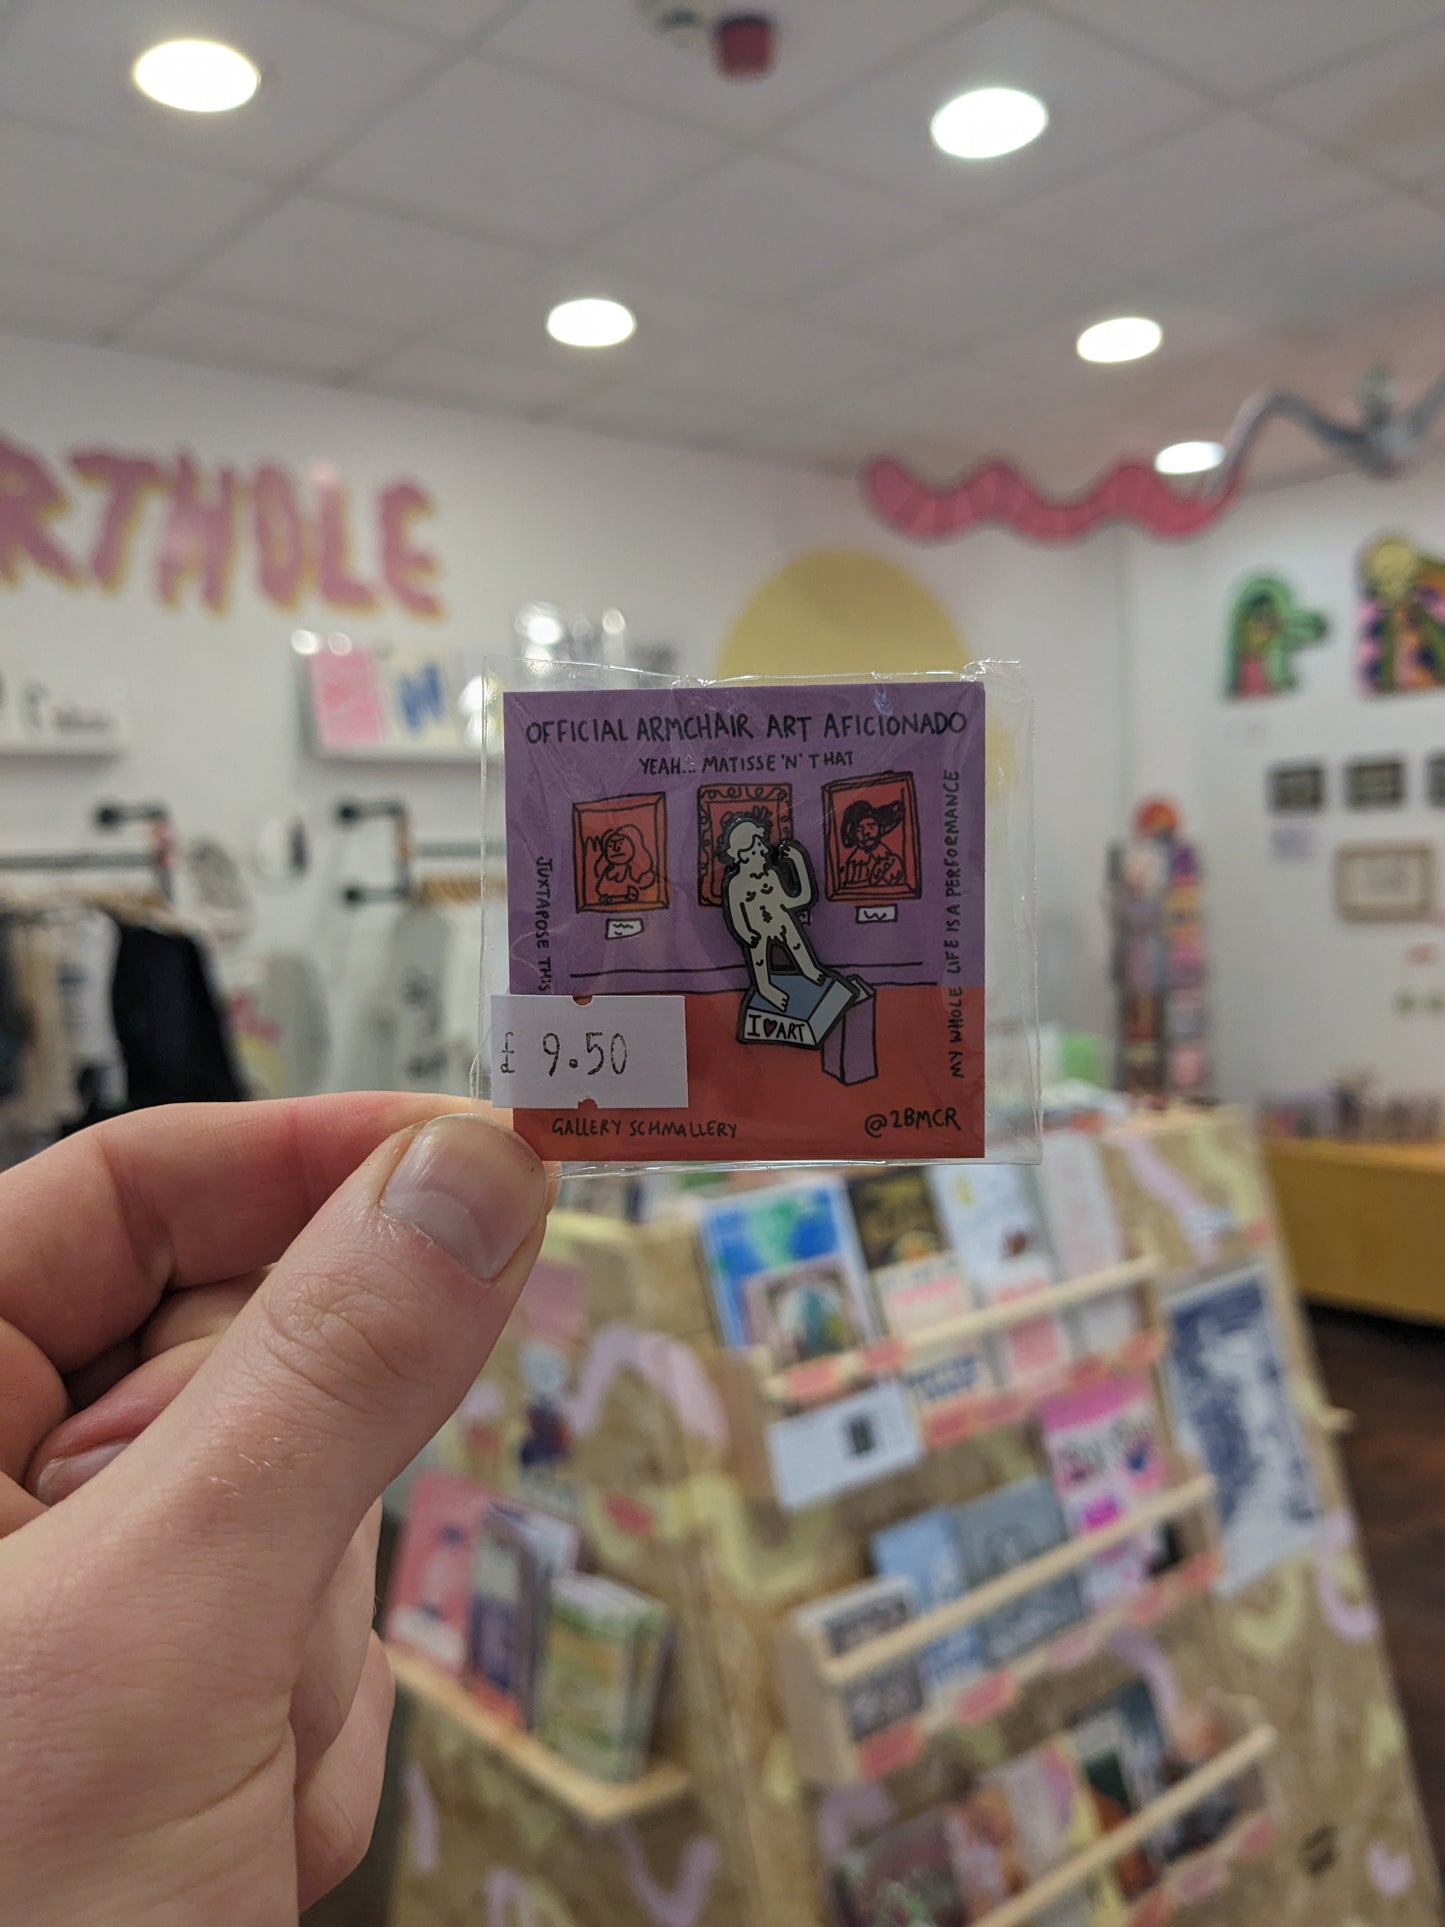 RTHOLE
OFFICIAL ARMCHAIR ART AFICIONADO
YEAH... MATISSE 'N' THAT
JUXTAPOSE THIS
MY WHOLE LIFE IS A PERFORMANCE
I ♥ ART
£ 9.50
GALLERY SCHMALLERY
@2BMCR